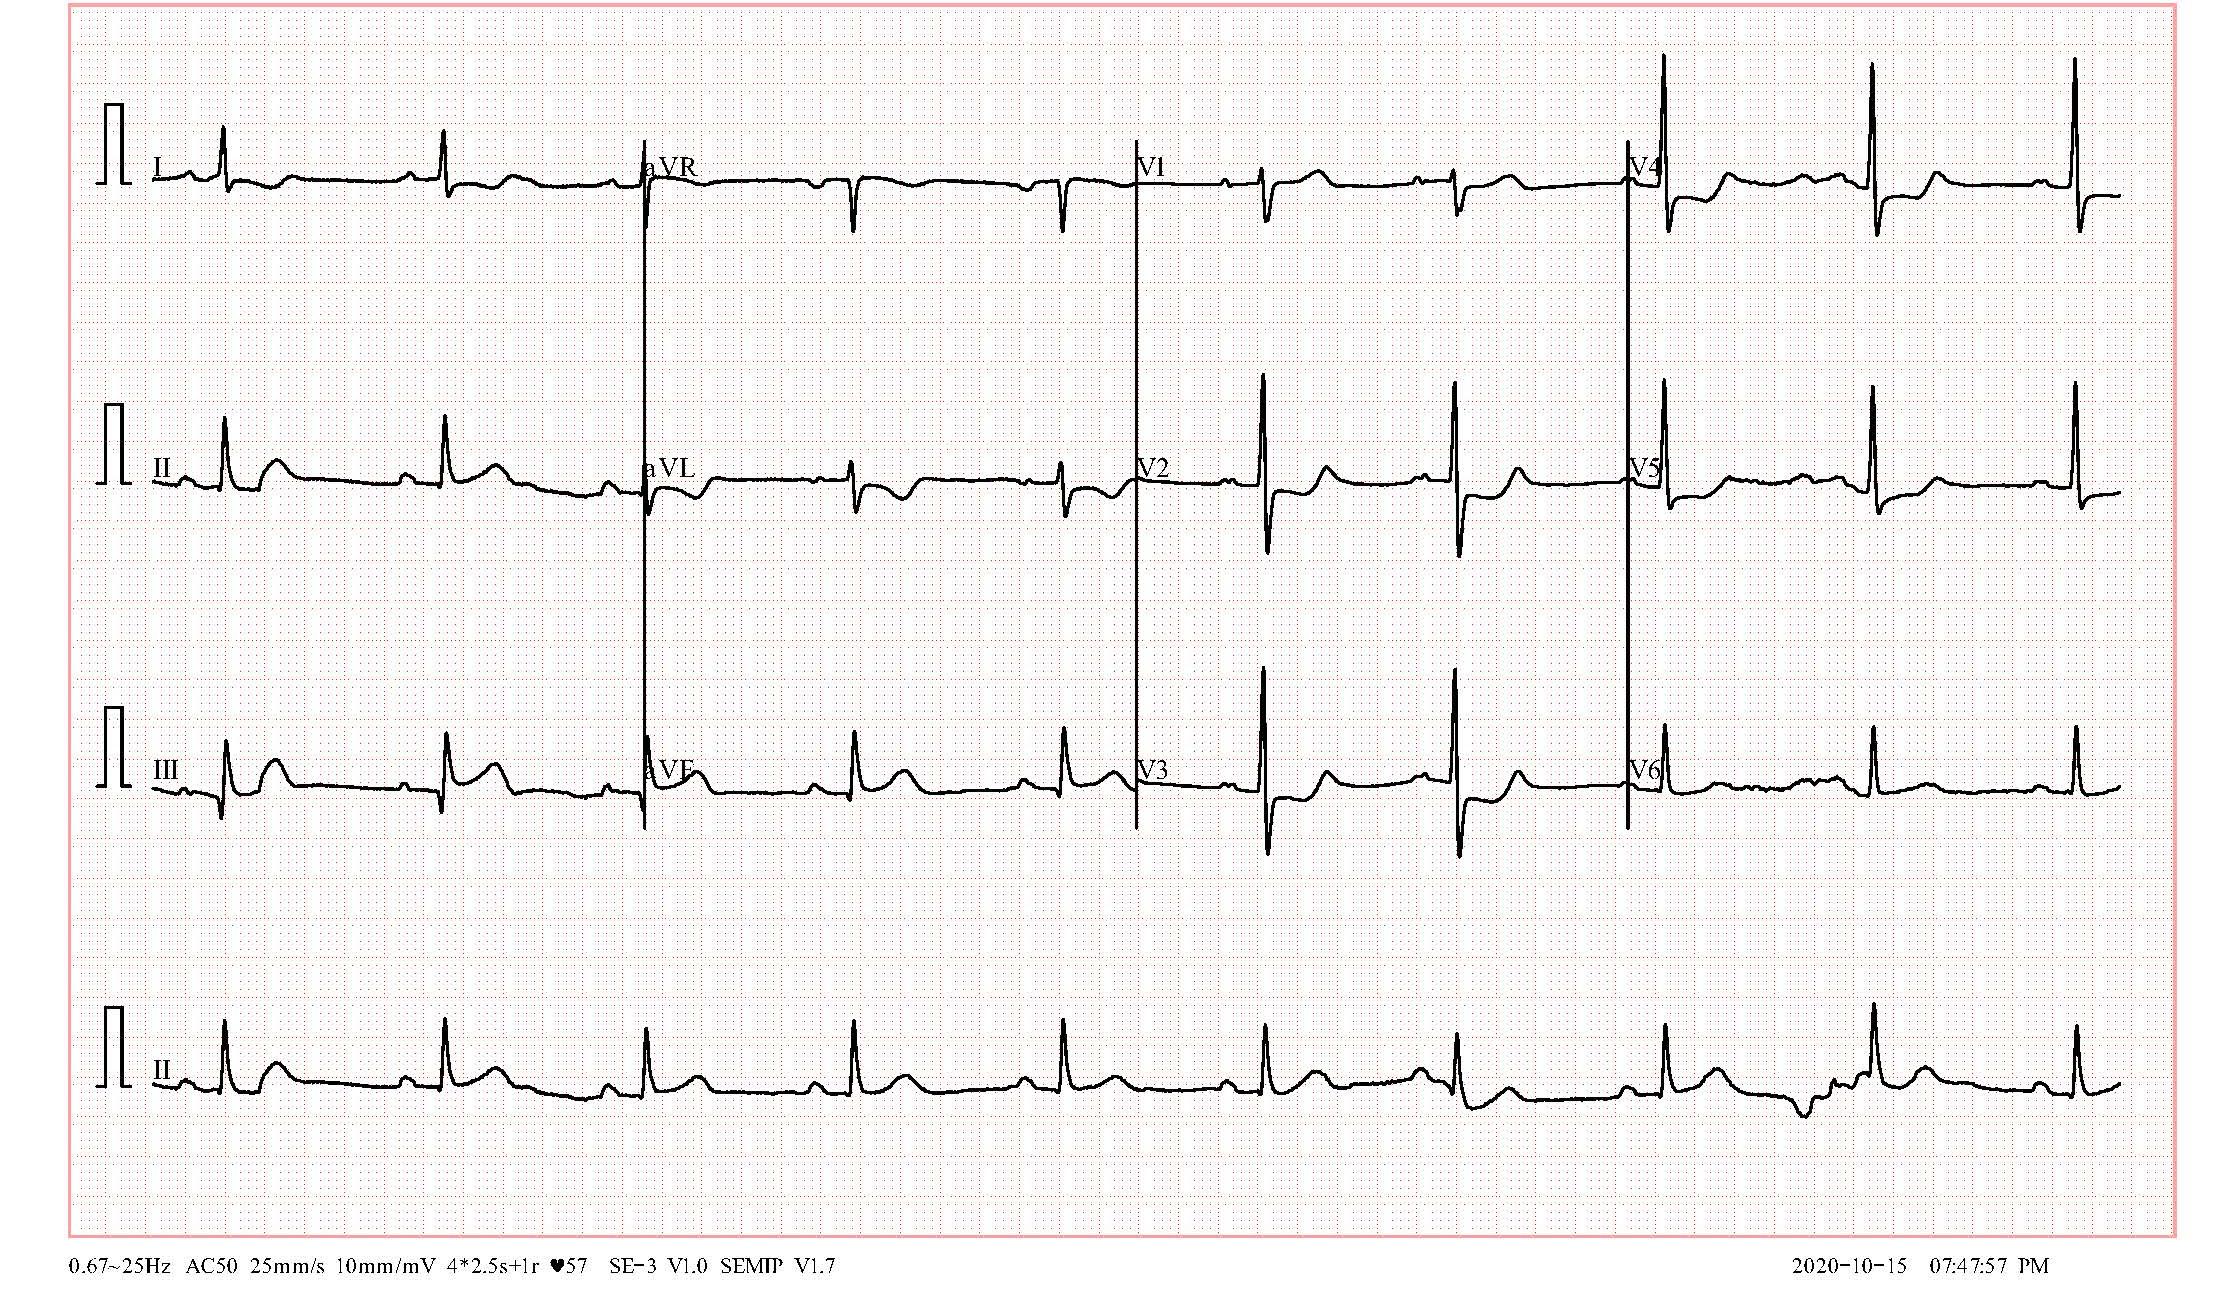 I aVR V1 V4
II aVL V2 V5
III aVF V3 V6
II
0.67~25Hz AC50 25mm/s 10mm/mV 4*2.5s+1r ♥57 SE-3 V1.0 SEMIP V1.7 2020-10-15 07:47:57 PM